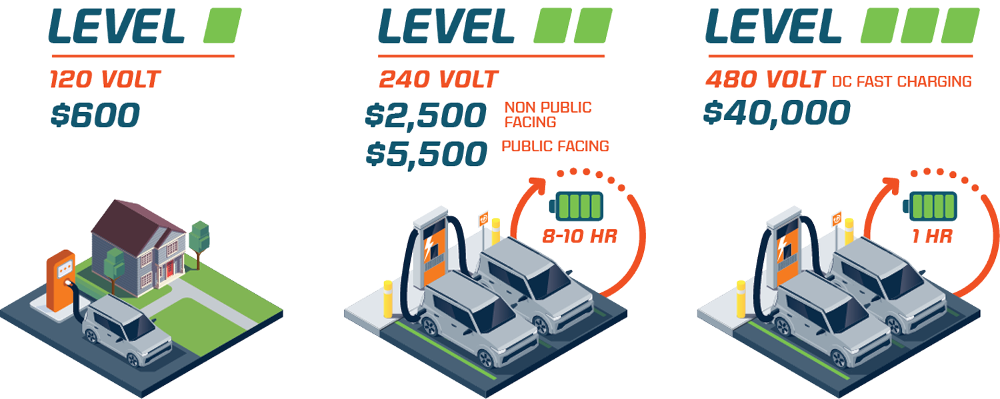 LEVEL
120 VOLT
$600
LEVEL
240 VOLT
$2,500 NON PUBLIC
FACING
$5,500 PUBLIC FACING
8-10 HR
LEVEL
480 VOLT DC FAST CHARGING
$40,000
1 HR